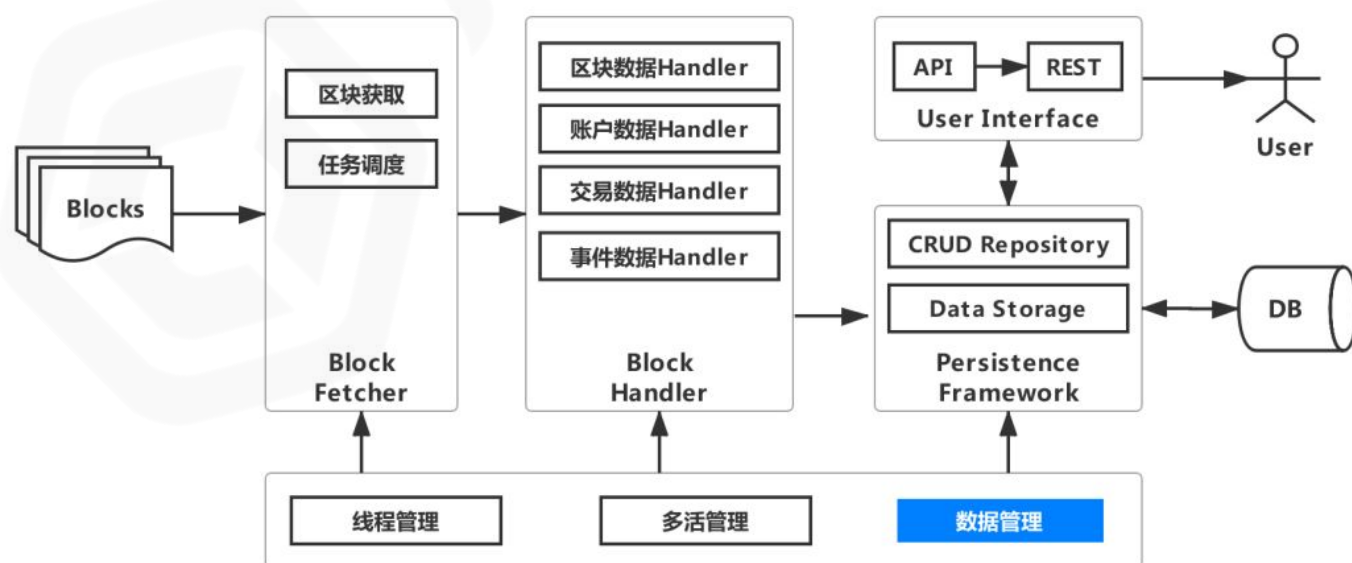 Blocks
区块获取
任务调度
Block
Fetcher
区块数据Handler
账户数据Handler
交易数据Handler
事件数据Handler
Block
Handler
API
REST
User Interface
User
CRUD Repository
Data Storage
Persistence
Framework
DB
线程管理
多活管理
数据管理